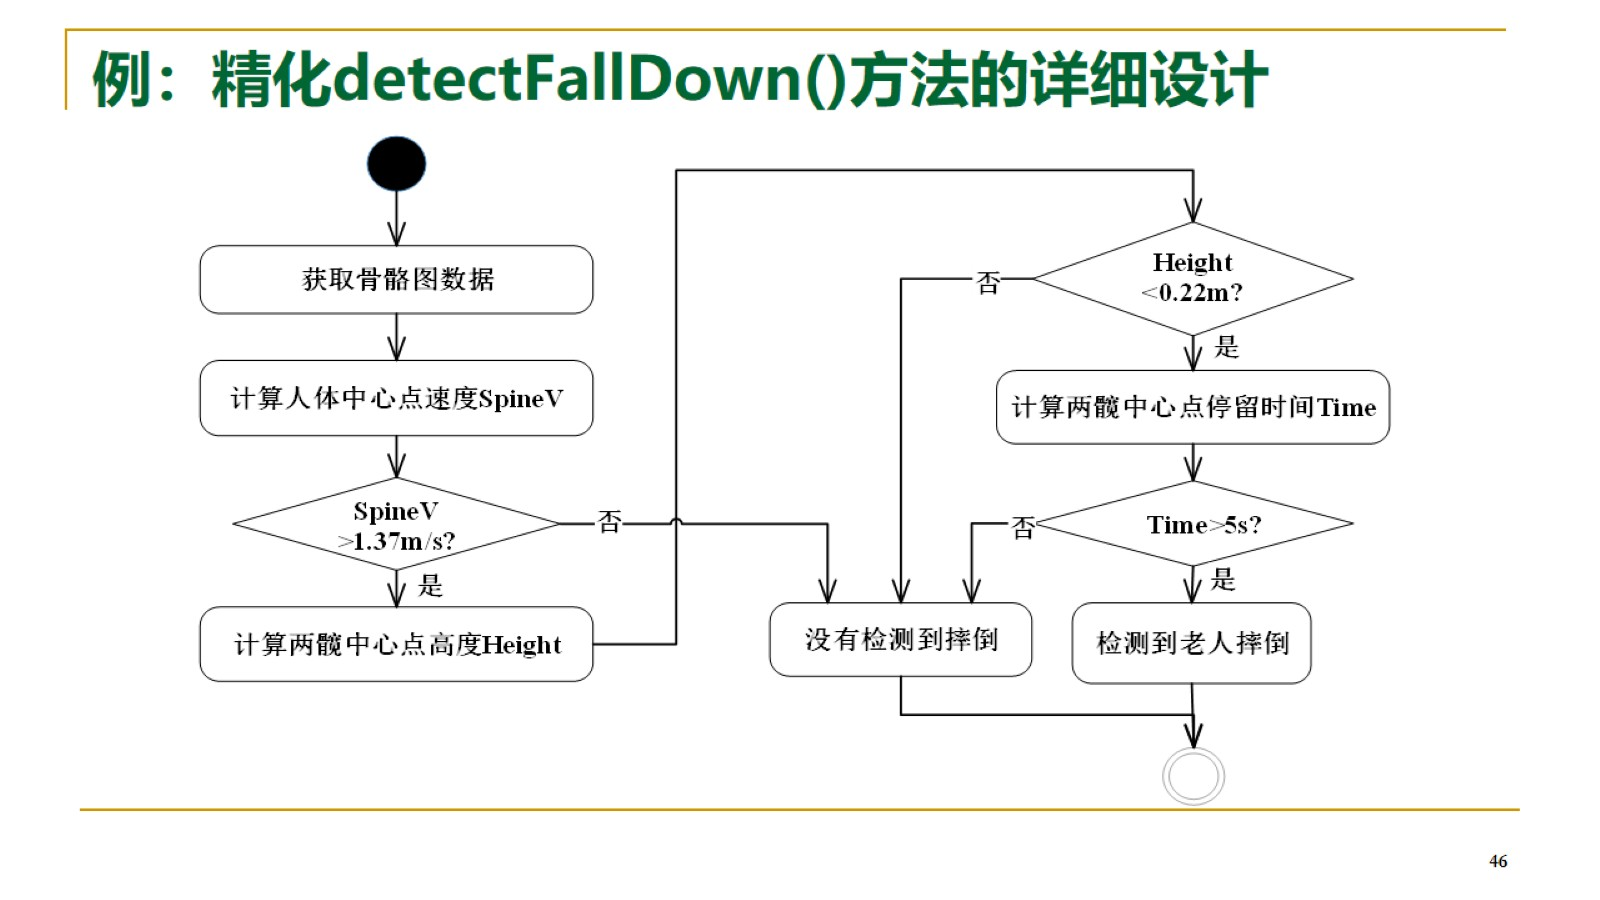 例：精化detectFallDown()方法的详细设计
获取骨骼图数据
计算人体中心点速度SpineV
SpineV
>1.37m/s?
否
是
计算两髋中心点高度Height
Height
<0.22m?
否
是
计算两髋中心点停留时间Time
Time>5s?
否
是
没有检测到摔倒
检测到老人摔倒
46